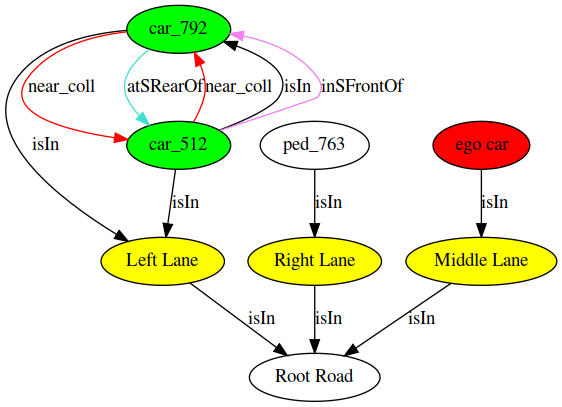 car_792
near_coll
atSRearOf
near_coll
isIn
inSFrontOf
isIn
car_512
ped_763
ego car
isIn
isIn
isIn
Left Lane
Right Lane
Middle Lane
isIn
isIn
isIn
Root Road